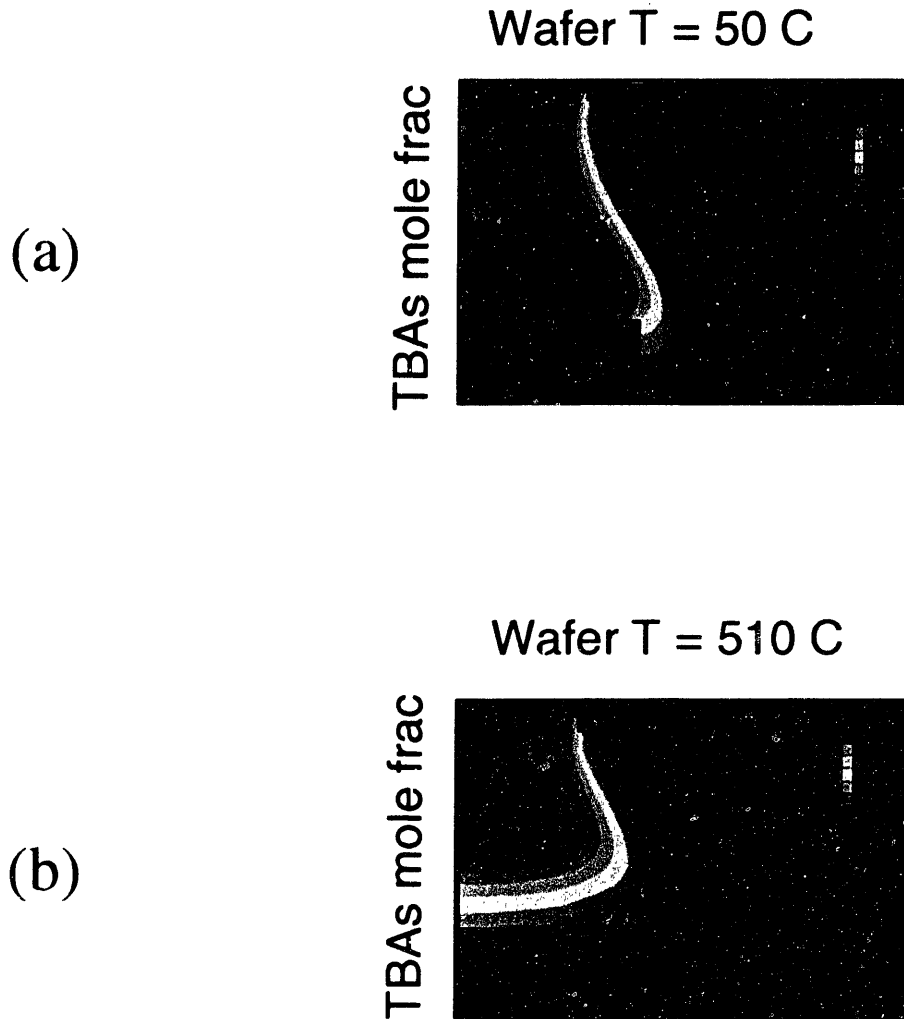 Wafer T = 50 C
TBAs mole frac
(a)
Wafer T = 510 C
TBAs mole frac
(b)